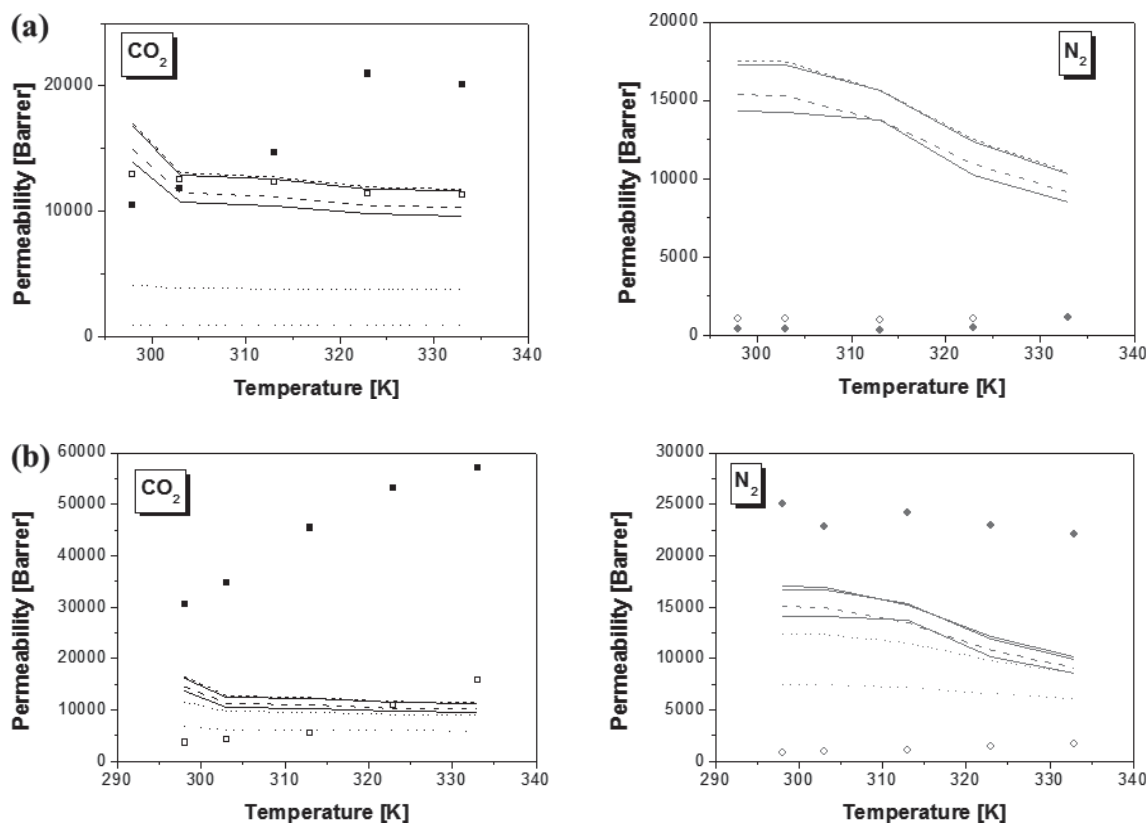 (a)
CO2
N2
Permeability [Barrer]
20000
10000
0
300 310 320 330 340
Temperature [K]
Permeability [Barrer]
20000
15000
10000
5000
0
300 310 320 330 340
Temperature [K]
(b)
CO2
N2
Permeability [Barrer]
60000
50000
40000
30000
20000
10000
0
290 300 310 320 330 340
Temperature [K]
Permeability [Barrer]
30000
25000
20000
15000
10000
5000
0
290 300 310 320 330 340
Temperature [K]